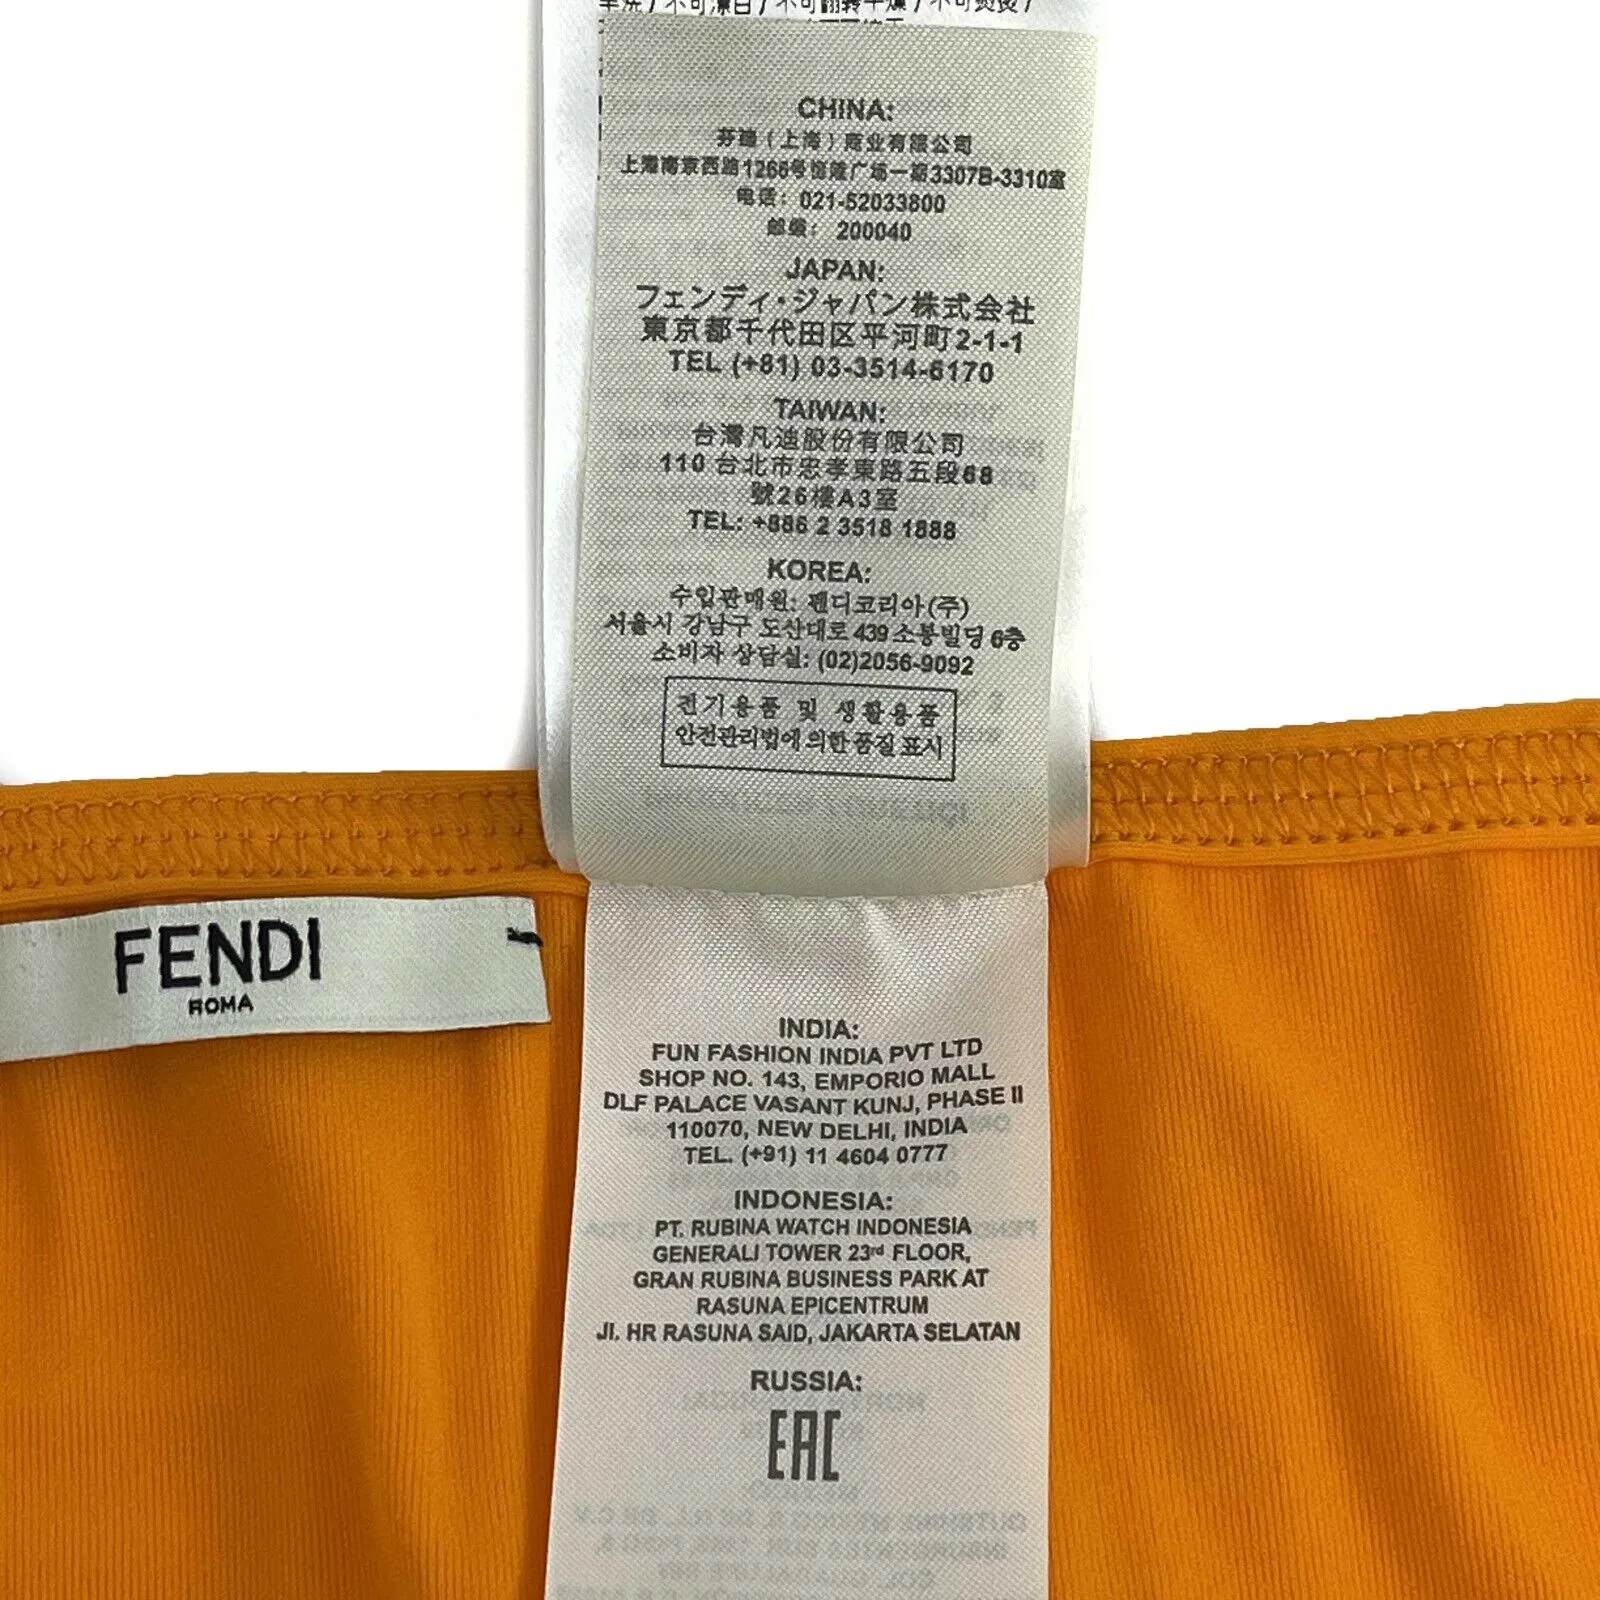 CHINA:
芬迪（上海）商业有限公司
上海南京西路1266号恒隆广场一期3307B-3310室
电话： 021-52033800
邮编： 200040
JAPAN:
フェンディ・ジャパン株式会社
東京都千代田区平河町2-1-1
TEL (+81) 03-3514-6170
TAIWAN:
台灣凡迪股份有限公司
110 台北市忠孝東路五段68
號26樓A3室
TEL: +886 2 3518 1888
KOREA:
수입판매원: 펜디코리아(주)
서울시 강남구 도산대로 439 소봉빌딩 6층
소비자 상담실: (02)2056-9092
전기용품 및 생활용품
안전관리법에 의한 품질 표시
FENDI
ROMA
INDIA:
FUN FASHION INDIA PVT LTD
SHOP NO. 143, EMPORIO MALL
DLF PALACE VASANT KUNJ, PHASE II
110070, NEW DELHI, INDIA
TEL. (+91) 11 4604 0777
INDONESIA:
PT. RUBINA WATCH INDONESIA
GENERALI TOWER 23rd FLOOR,
GRAN RUBINA BUSINESS PARK AT
RASUNA EPICENTRUM
JI. HR RASUNA SAID, JAKARTA SELATAN
RUSSIA:
EAC